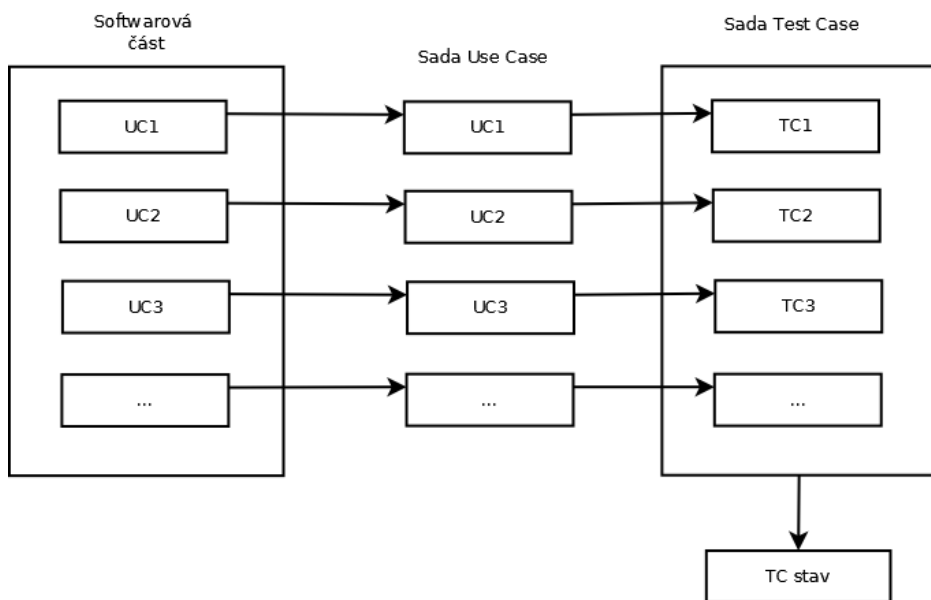 Softwarová
část
Sada Use Case
Sada Test Case
UC1
UC1
TC1
UC2
UC2
TC2
UC3
UC3
TC3
...
...
...
TC stav